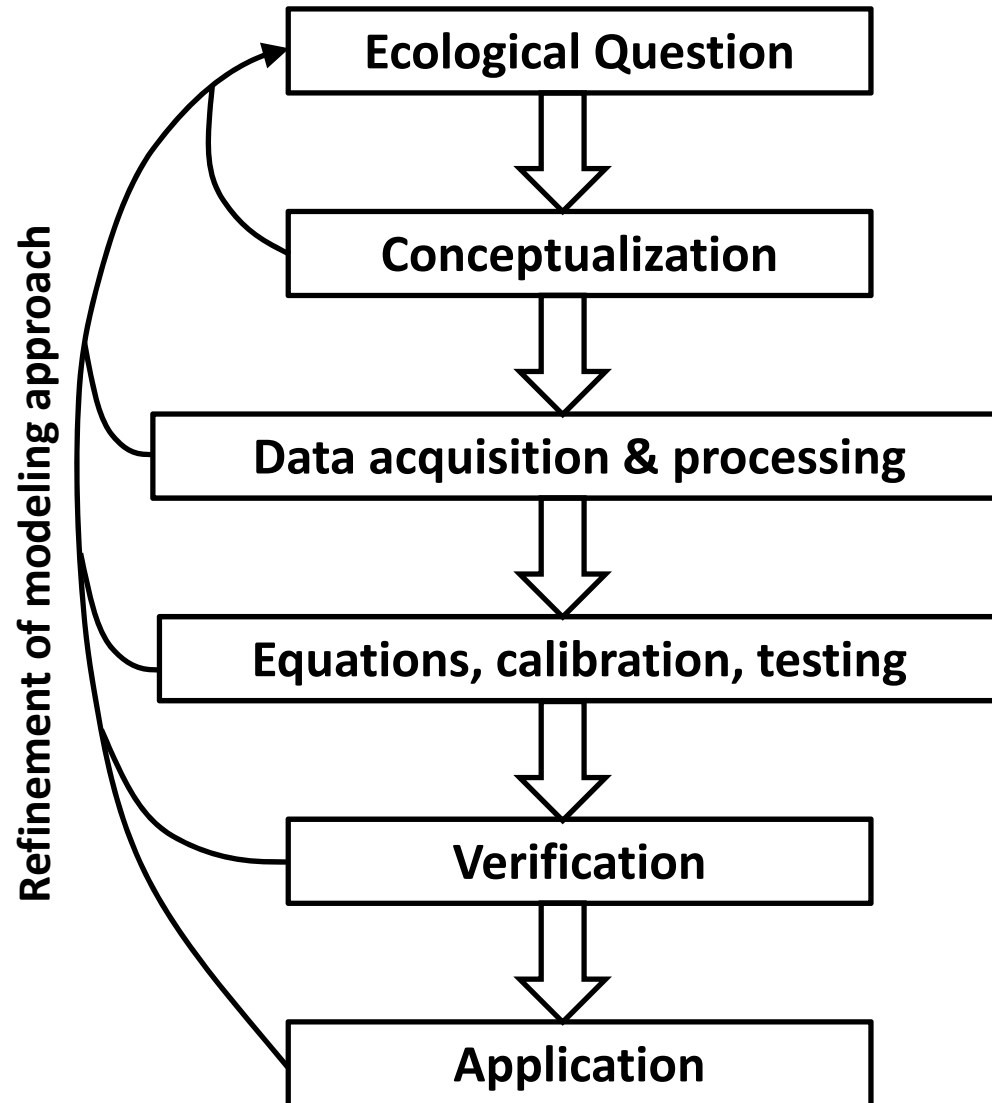 Ecological Question
Conceptualization
Data acquisition & processing
Equations, calibration, testing
Verification
Application
Refinement of modeling approach